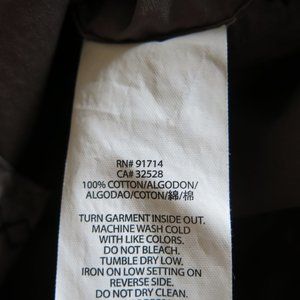 RN# 91714
CA# 32528
100% COTTON/ALGODON/
ALGODAO/COTON/綿/棉
TURN GARMENT INSIDE OUT.
MACHINE WASH COLD
WITH LIKE COLORS.
DO NOT BLEACH.
TUMBLE DRY LOW.
IRON ON LOW SETTING ON
REVERSE SIDE.
DO NOT DRY CLEAN.